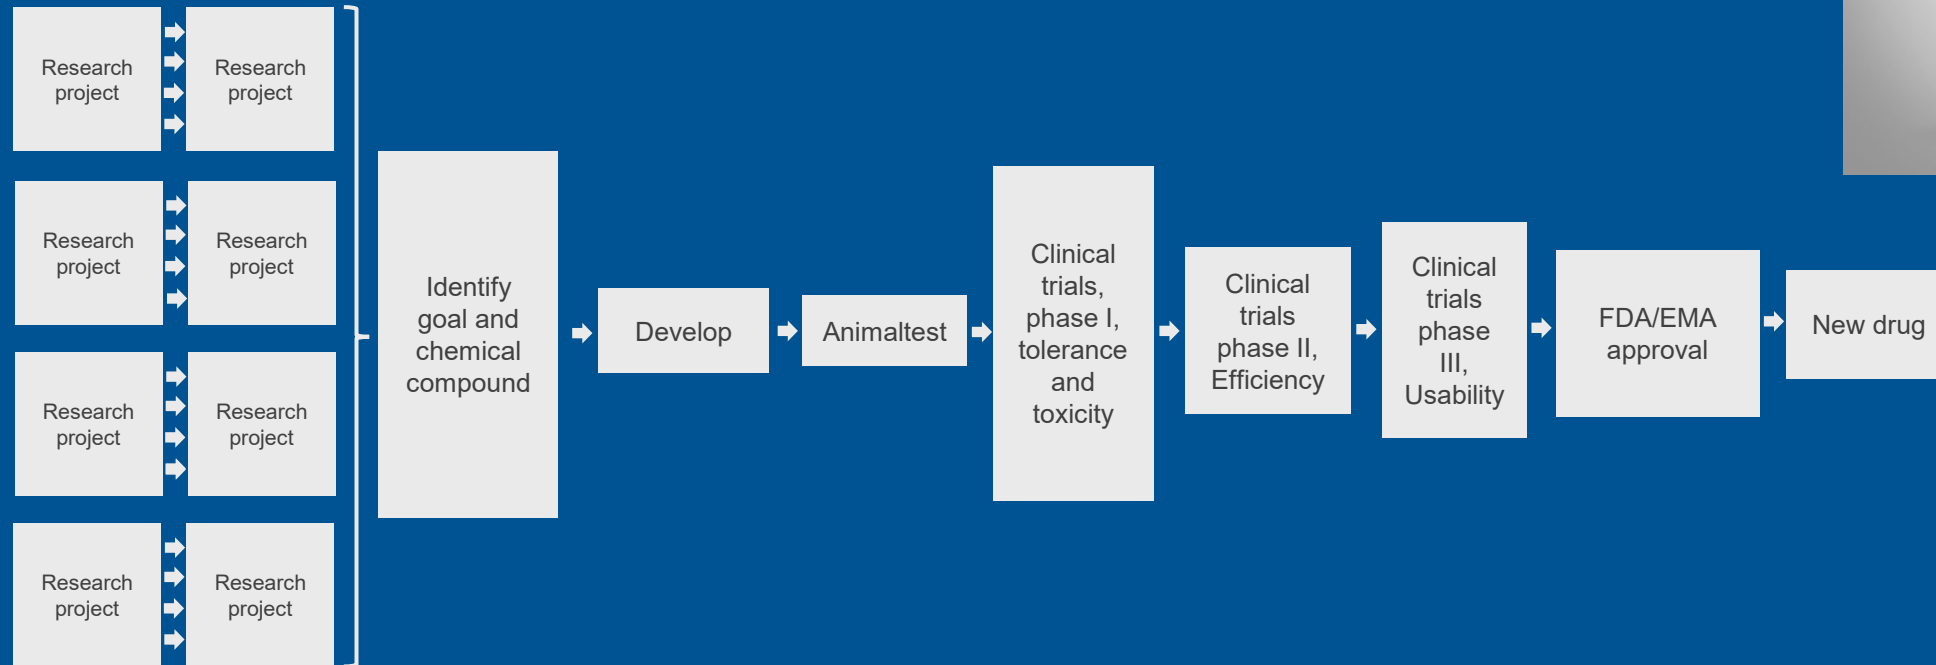 Research
project
Research
project
Research
project
Research
project
Research
project
Research
project
Research
project
Research
project
Identify
goal and
chemical
compound
Develop
Animaltest
Clinical
trials,
phase I,
tolerance
and
toxicity
Clinical
trials
phase II,
Efficiency
Clinical
trials
phase
III,
Usability
FDA/EMA
approval
New drug